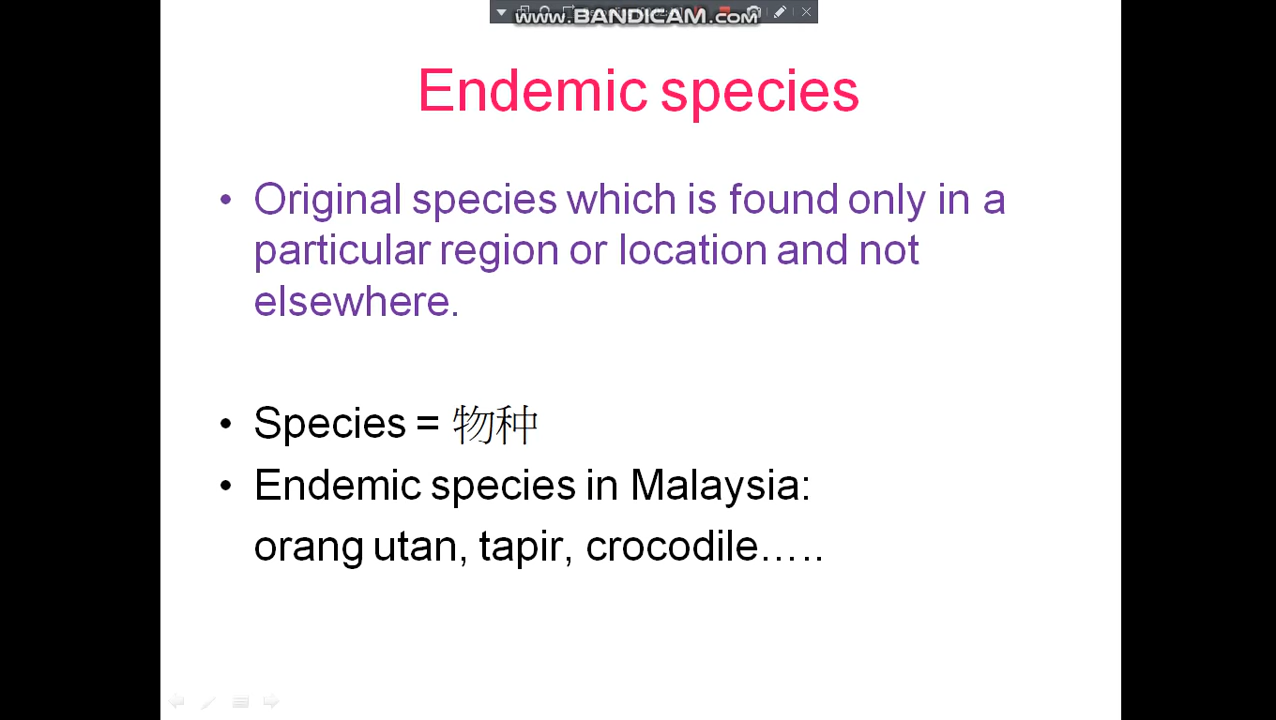 www.BANDICAM.com
Endemic species
• Original species which is found only in a
particular region or location and not
elsewhere.
• Species = 物种
• Endemic species in Malaysia:
orang utan, tapir, crocodile.....